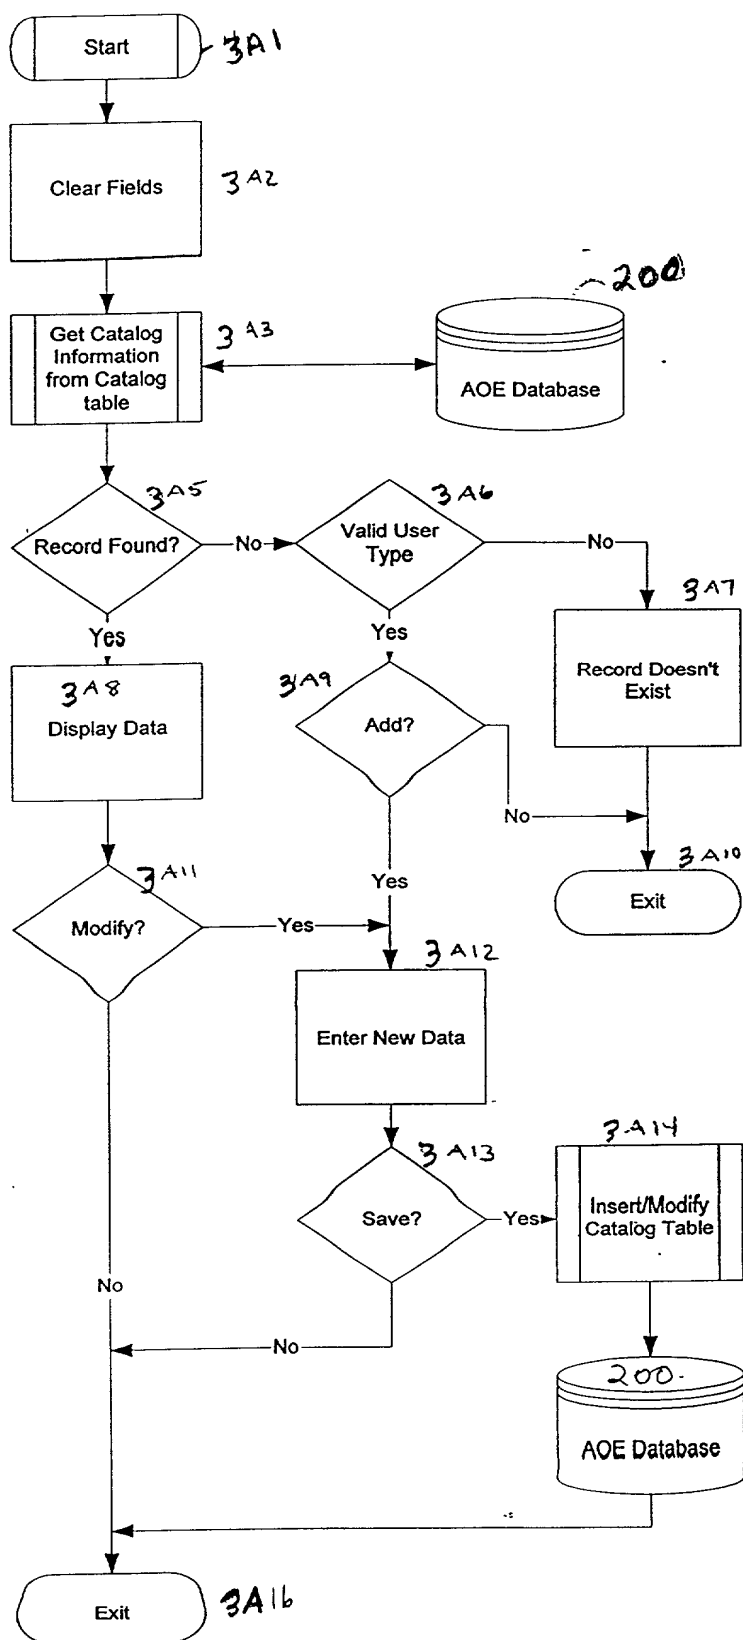 Start
3A1
Clear Fields
3A2
200
Get Catalog
Information
from Catalog
table
3A3
AOE Database
3A5
3A6
Record Found?
No
Valid User
Type
No
3A7
Yes
Yes
Record Doesn't
Exist
3A8
Display Data
3A9
Add?
No
3A10
Exit
3A11
Modify?
Yes
Yes
3A12
Enter New Data
3A13
3A14
Save?
Yes
Insert/Modify
Catalog Table
No
No
200
AOE Database
Exit
3A16